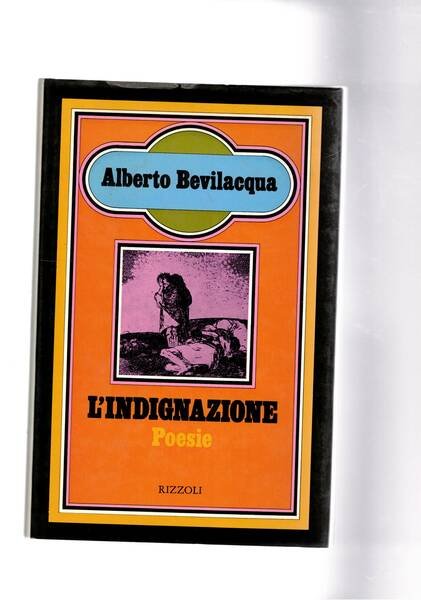 Alberto Bevilacqua
L'INDIGNAZIONE
Poesie
RIZZOLI